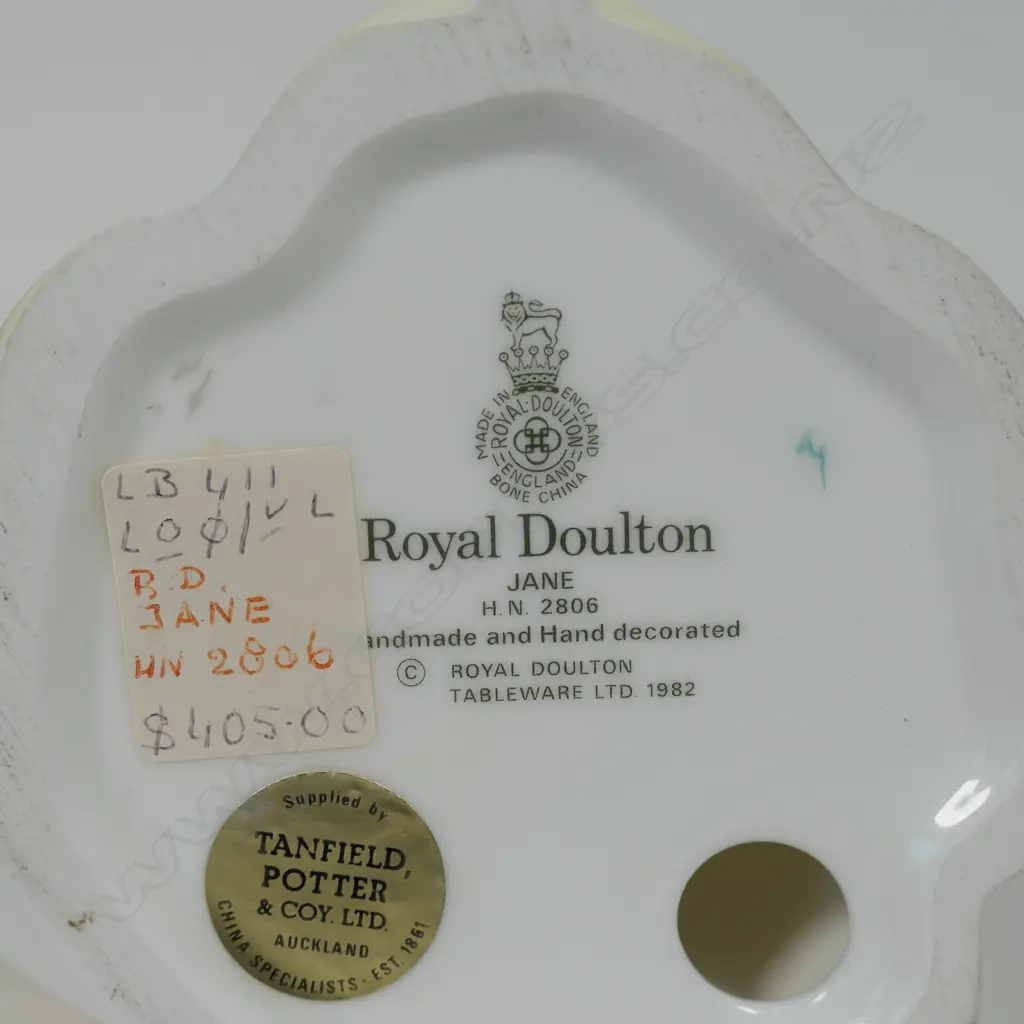 MADE IN ENGLAND
ROYAL·DOULTON
ENGLAND
BONE CHINA
Royal Doulton
JANE
H.N. 2806
andmade and Hand decorated
© ROYAL DOULTON
TABLEWARE LTD. 1982
LB 411
R.D.
JANE
HN 2806
$405.00
Supplied by
TANFIELD,
POTTER
& COY. LTD.
AUCKLAND
CHINA SPECIALISTS - EST. 1861